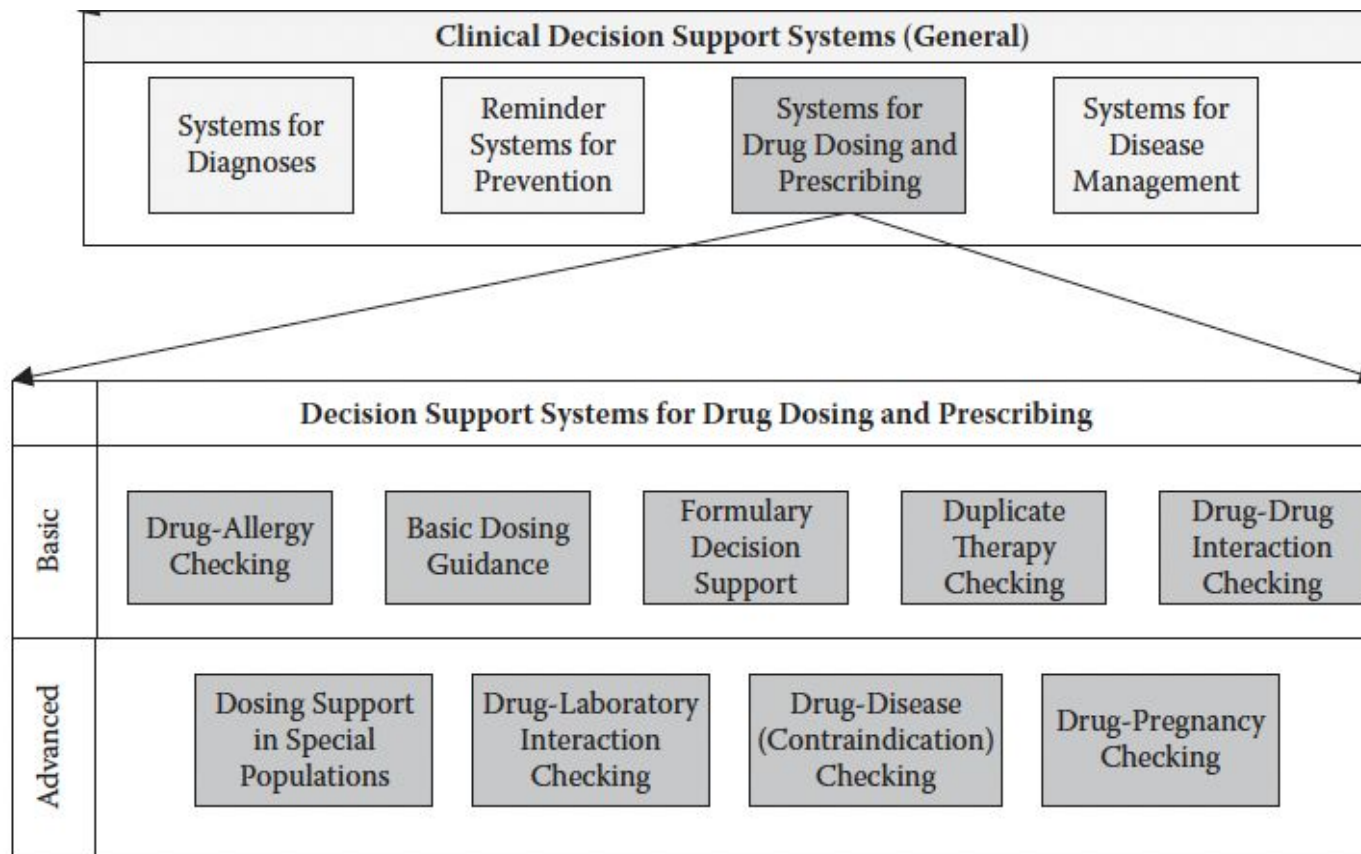 Clinical Decision Support Systems (General)
Systems for
Diagnoses
Reminder
Systems for
Prevention
Systems for
Drug Dosing and
Prescribing
Systems for
Disease
Management
Decision Support Systems for Drug Dosing and Prescribing
Basic
Drug-Allergy
Checking
Basic Dosing
Guidance
Formulary
Decision
Support
Duplicate
Therapy
Checking
Drug-Drug
Interaction
Checking
Advanced
Dosing Support
in Special
Populations
Drug-Laboratory
Interaction
Checking
Drug-Disease
(Contraindication)
Checking
Drug-Pregnancy
Checking